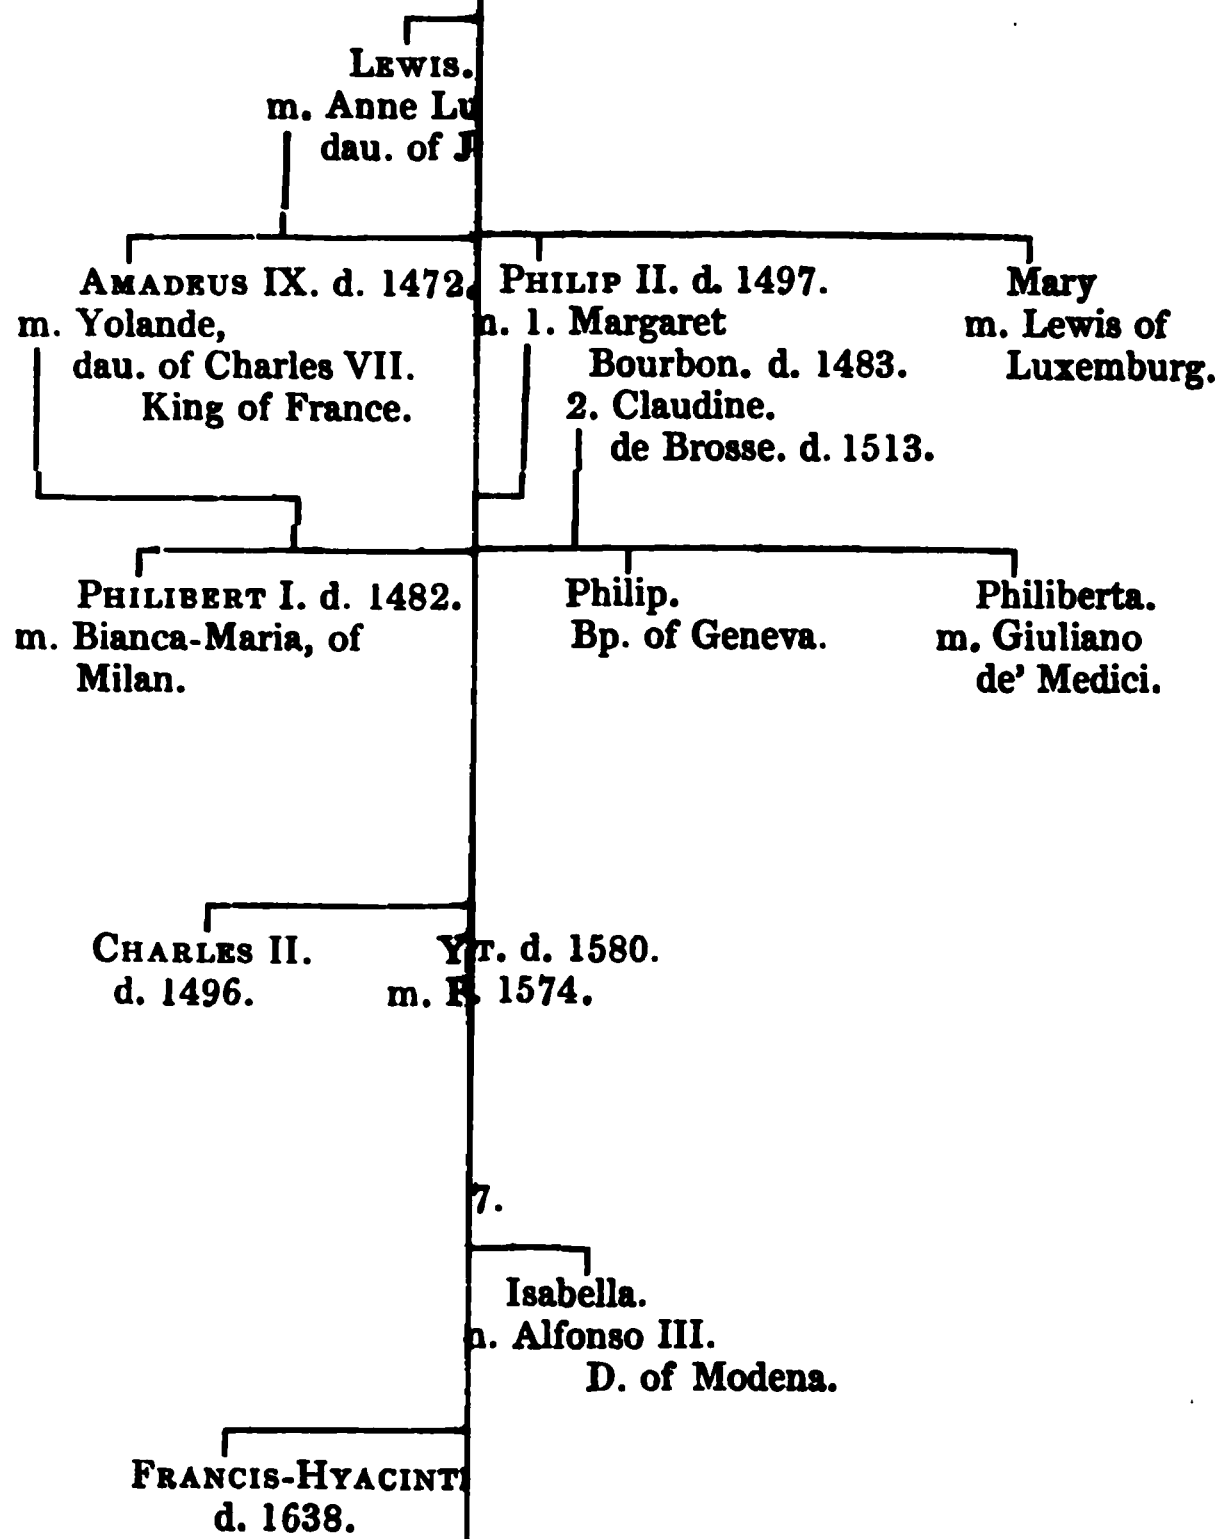 LEWIS.
m. Anne Lu
dau. of J
AMADEUS IX. d. 1472.
m. Yolande,
dau. of Charles VII.
King of France.
PHILIP II. d. 1497.
m. 1. Margaret
Bourbon. d. 1483.
2. Claudine.
de Brosse. d. 1513.
Mary
m. Lewis of
Luxemburg.
PHILIBERT I. d. 1482.
m. Bianca-Maria, of
Milan.
Philip.
Bp. of Geneva.
Philiberta.
m. Giuliano
de' Medici.
CHARLES II.
d. 1496.
T. d. 1580.
m. 1574.
7.
Isabella.
m. Alfonso III.
D. of Modena.
FRANCIS-HYACINT
d. 1638.